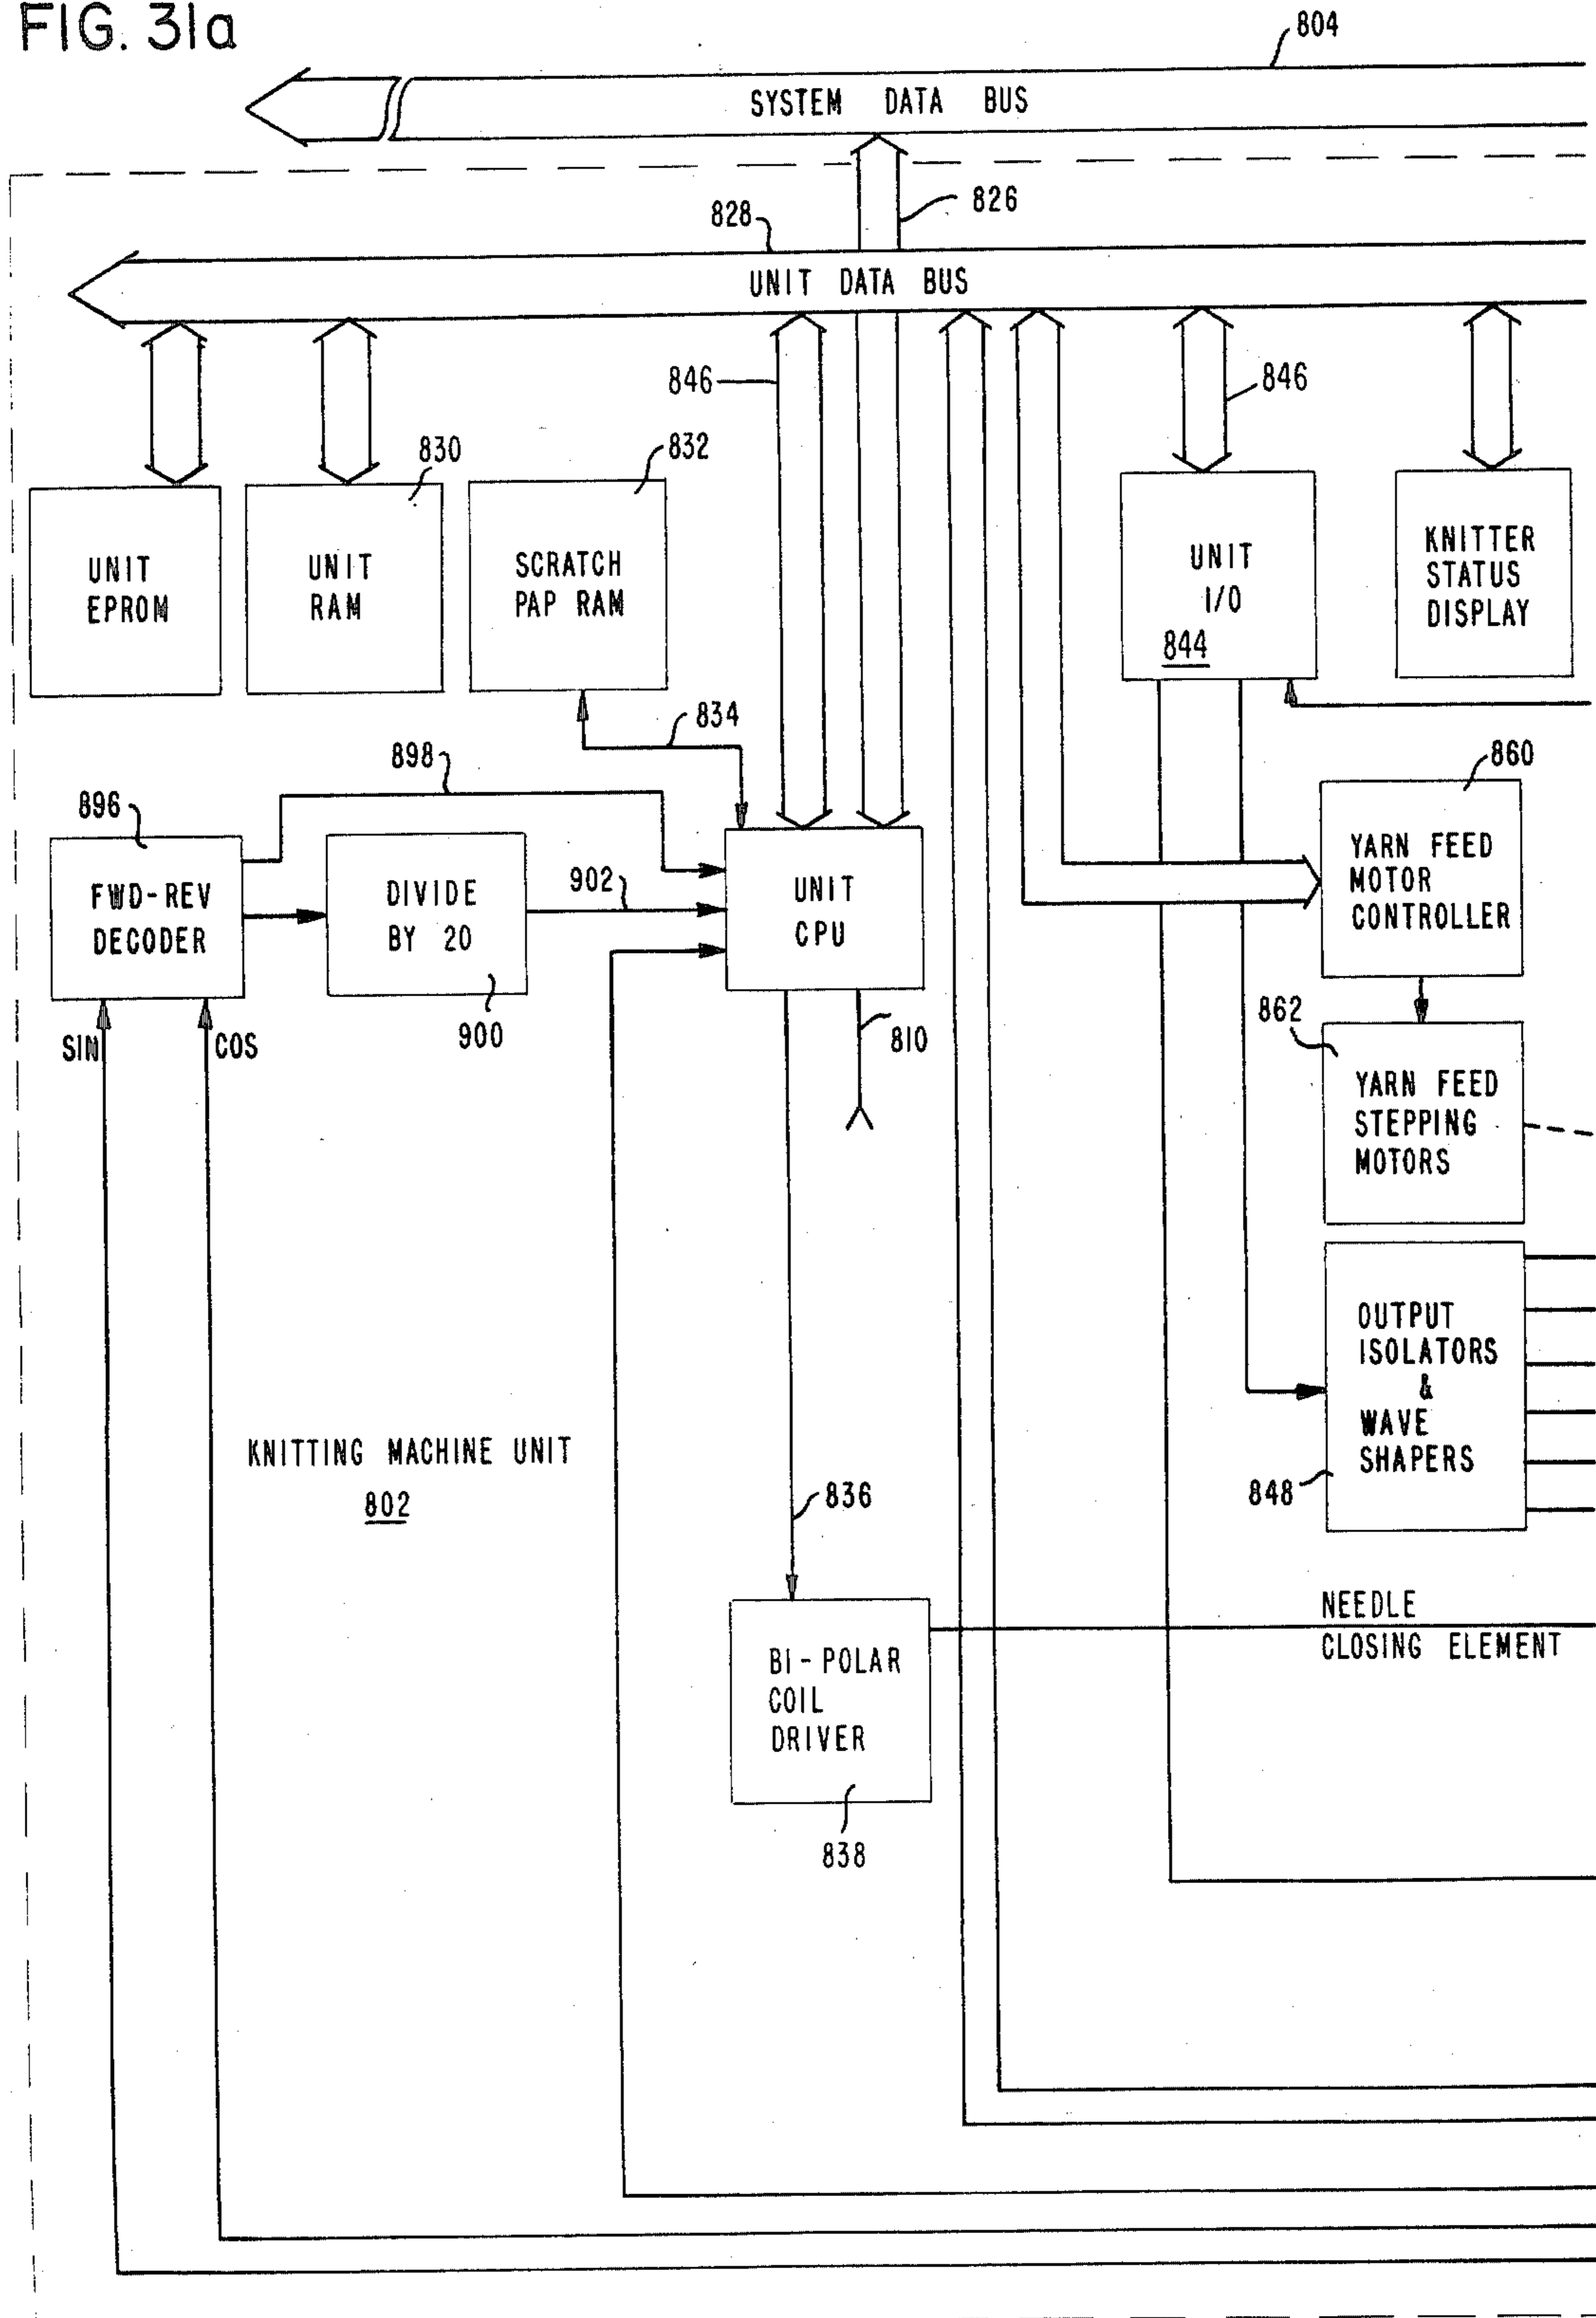 FIG. 31a
804
SYSTEM DATA BUS
826
828
UNIT DATA BUS
846
846
830
832
UNIT
EPROM
UNIT
RAM
SCRATCH
PAP RAM
UNIT
I/O
844
KNITTER
STATUS
DISPLAY
834
898
860
896
FWD-REV
DECODER
DIVIDE
BY 20
902
UNIT
CPU
YARN FEED
MOTOR
CONTROLLER
SIN
COS
900
810
862
YARN FEED
STEPPING
MOTORS
OUTPUT
ISOLATORS
&
WAVE
SHAPERS
848
KNITTING MACHINE UNIT
802
836
NEEDLE
CLOSING ELEMENT
BI-POLAR
COIL
DRIVER
838